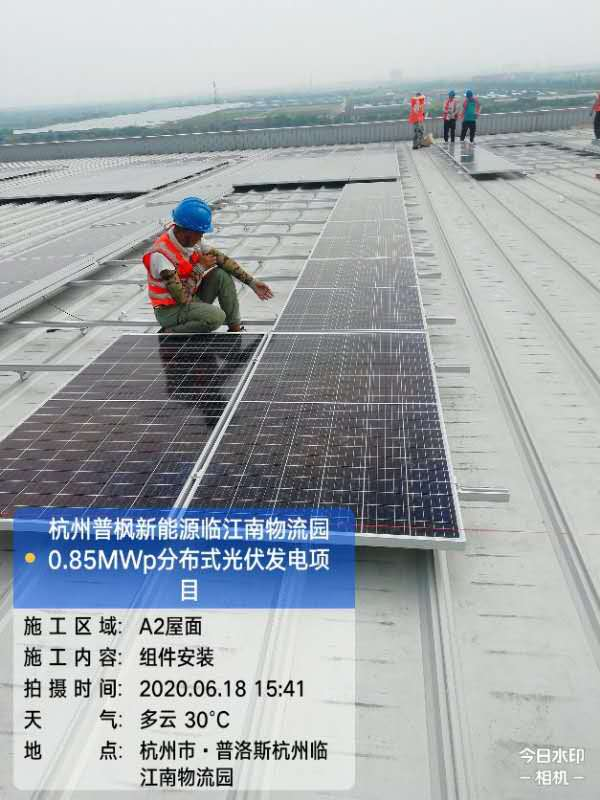 杭州普枫新能源临江南物流园
0.85MWp分布式光伏发电项
目
施工区域：A2屋面
施工内容：组件安装
拍摄时间：2020.06.18 15:41
天气：多云 30℃
地点：杭州市·普洛斯杭州临
江南物流园
今日水印
-相机-